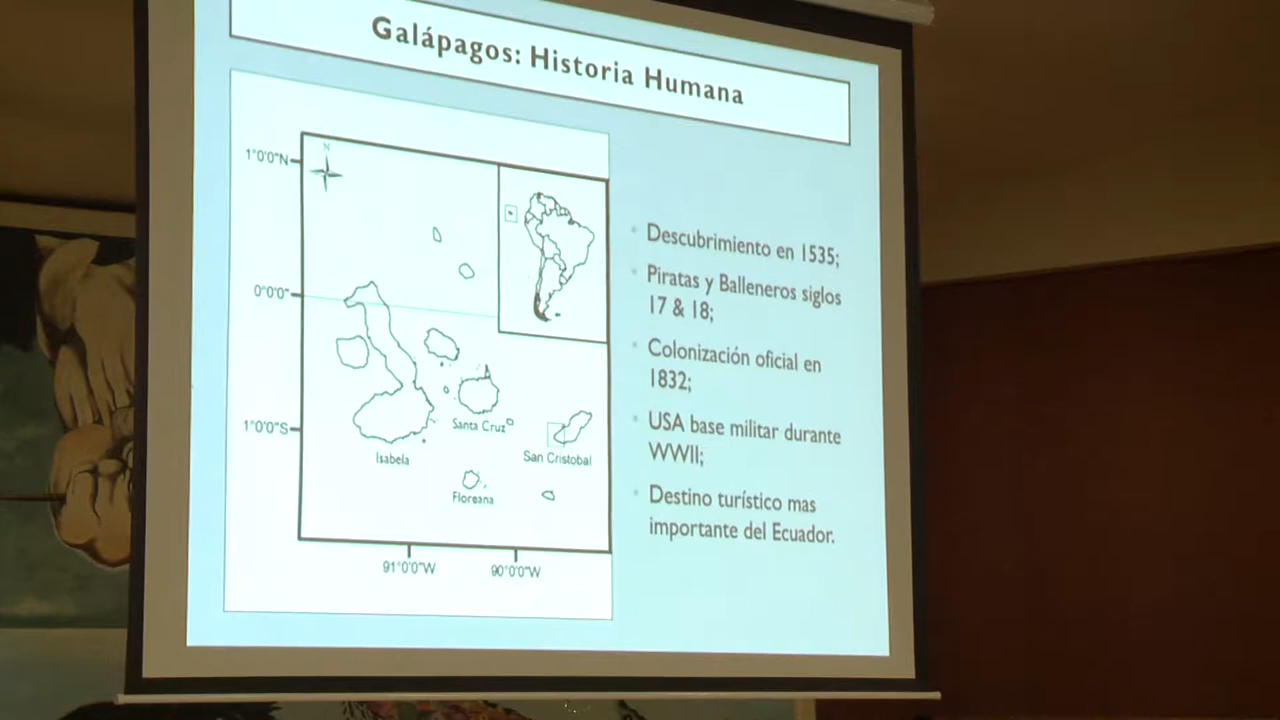 Galápagos: Historia Humana
N
1°0'0"N
0°0'0"
1°0'0"S
Santa Cruz
San Cristobal
Isabela
Floreana
91°0'0"W
90°0'0"W
Descubrimiento en 1535;
Piratas y Balleneros siglos
17 & 18;
Colonización oficial en
1832;
USA base militar durante
WWII;
Destino turístico mas
importante del Ecuador.